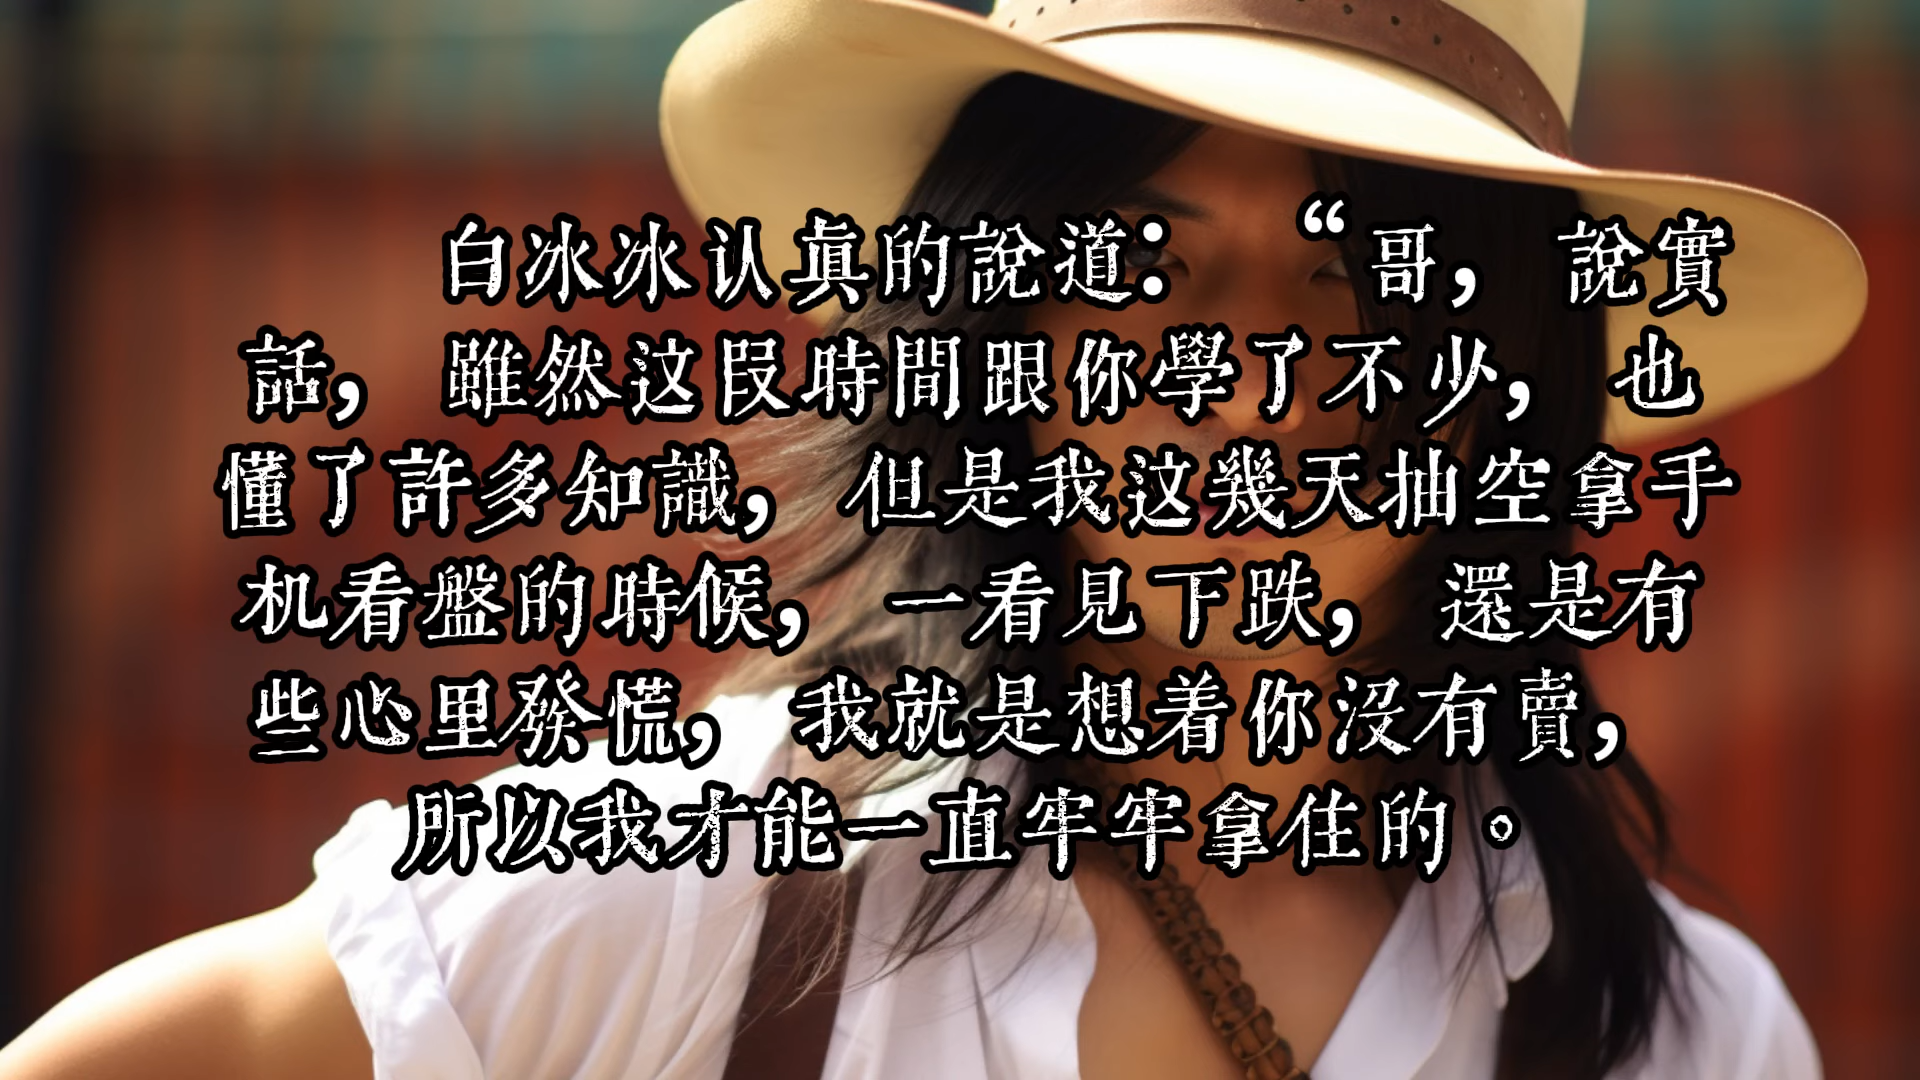 白冰冰认真的說道：“哥，說實
話，雖然这段時間跟你學了不少，也
懂了許多知識，但是我这幾天抽空拿手
机看盤的時候，一看見下跌，還是有
些心里發慌，我就是想着你沒有賣，
所以我才能一直牢牢拿住的。